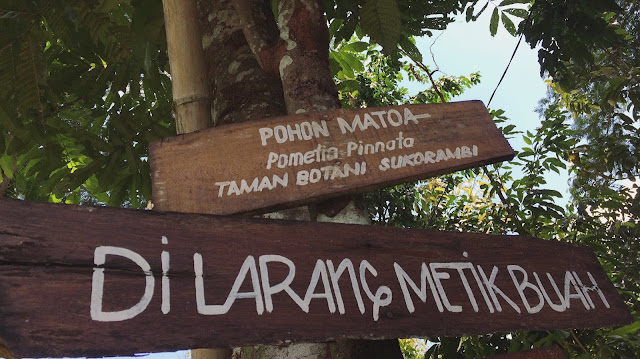 POHON MATOA
Pometia Pinnata
TAMAN BOTANI SUKORAMBI
Di LARANG METIK BUAH